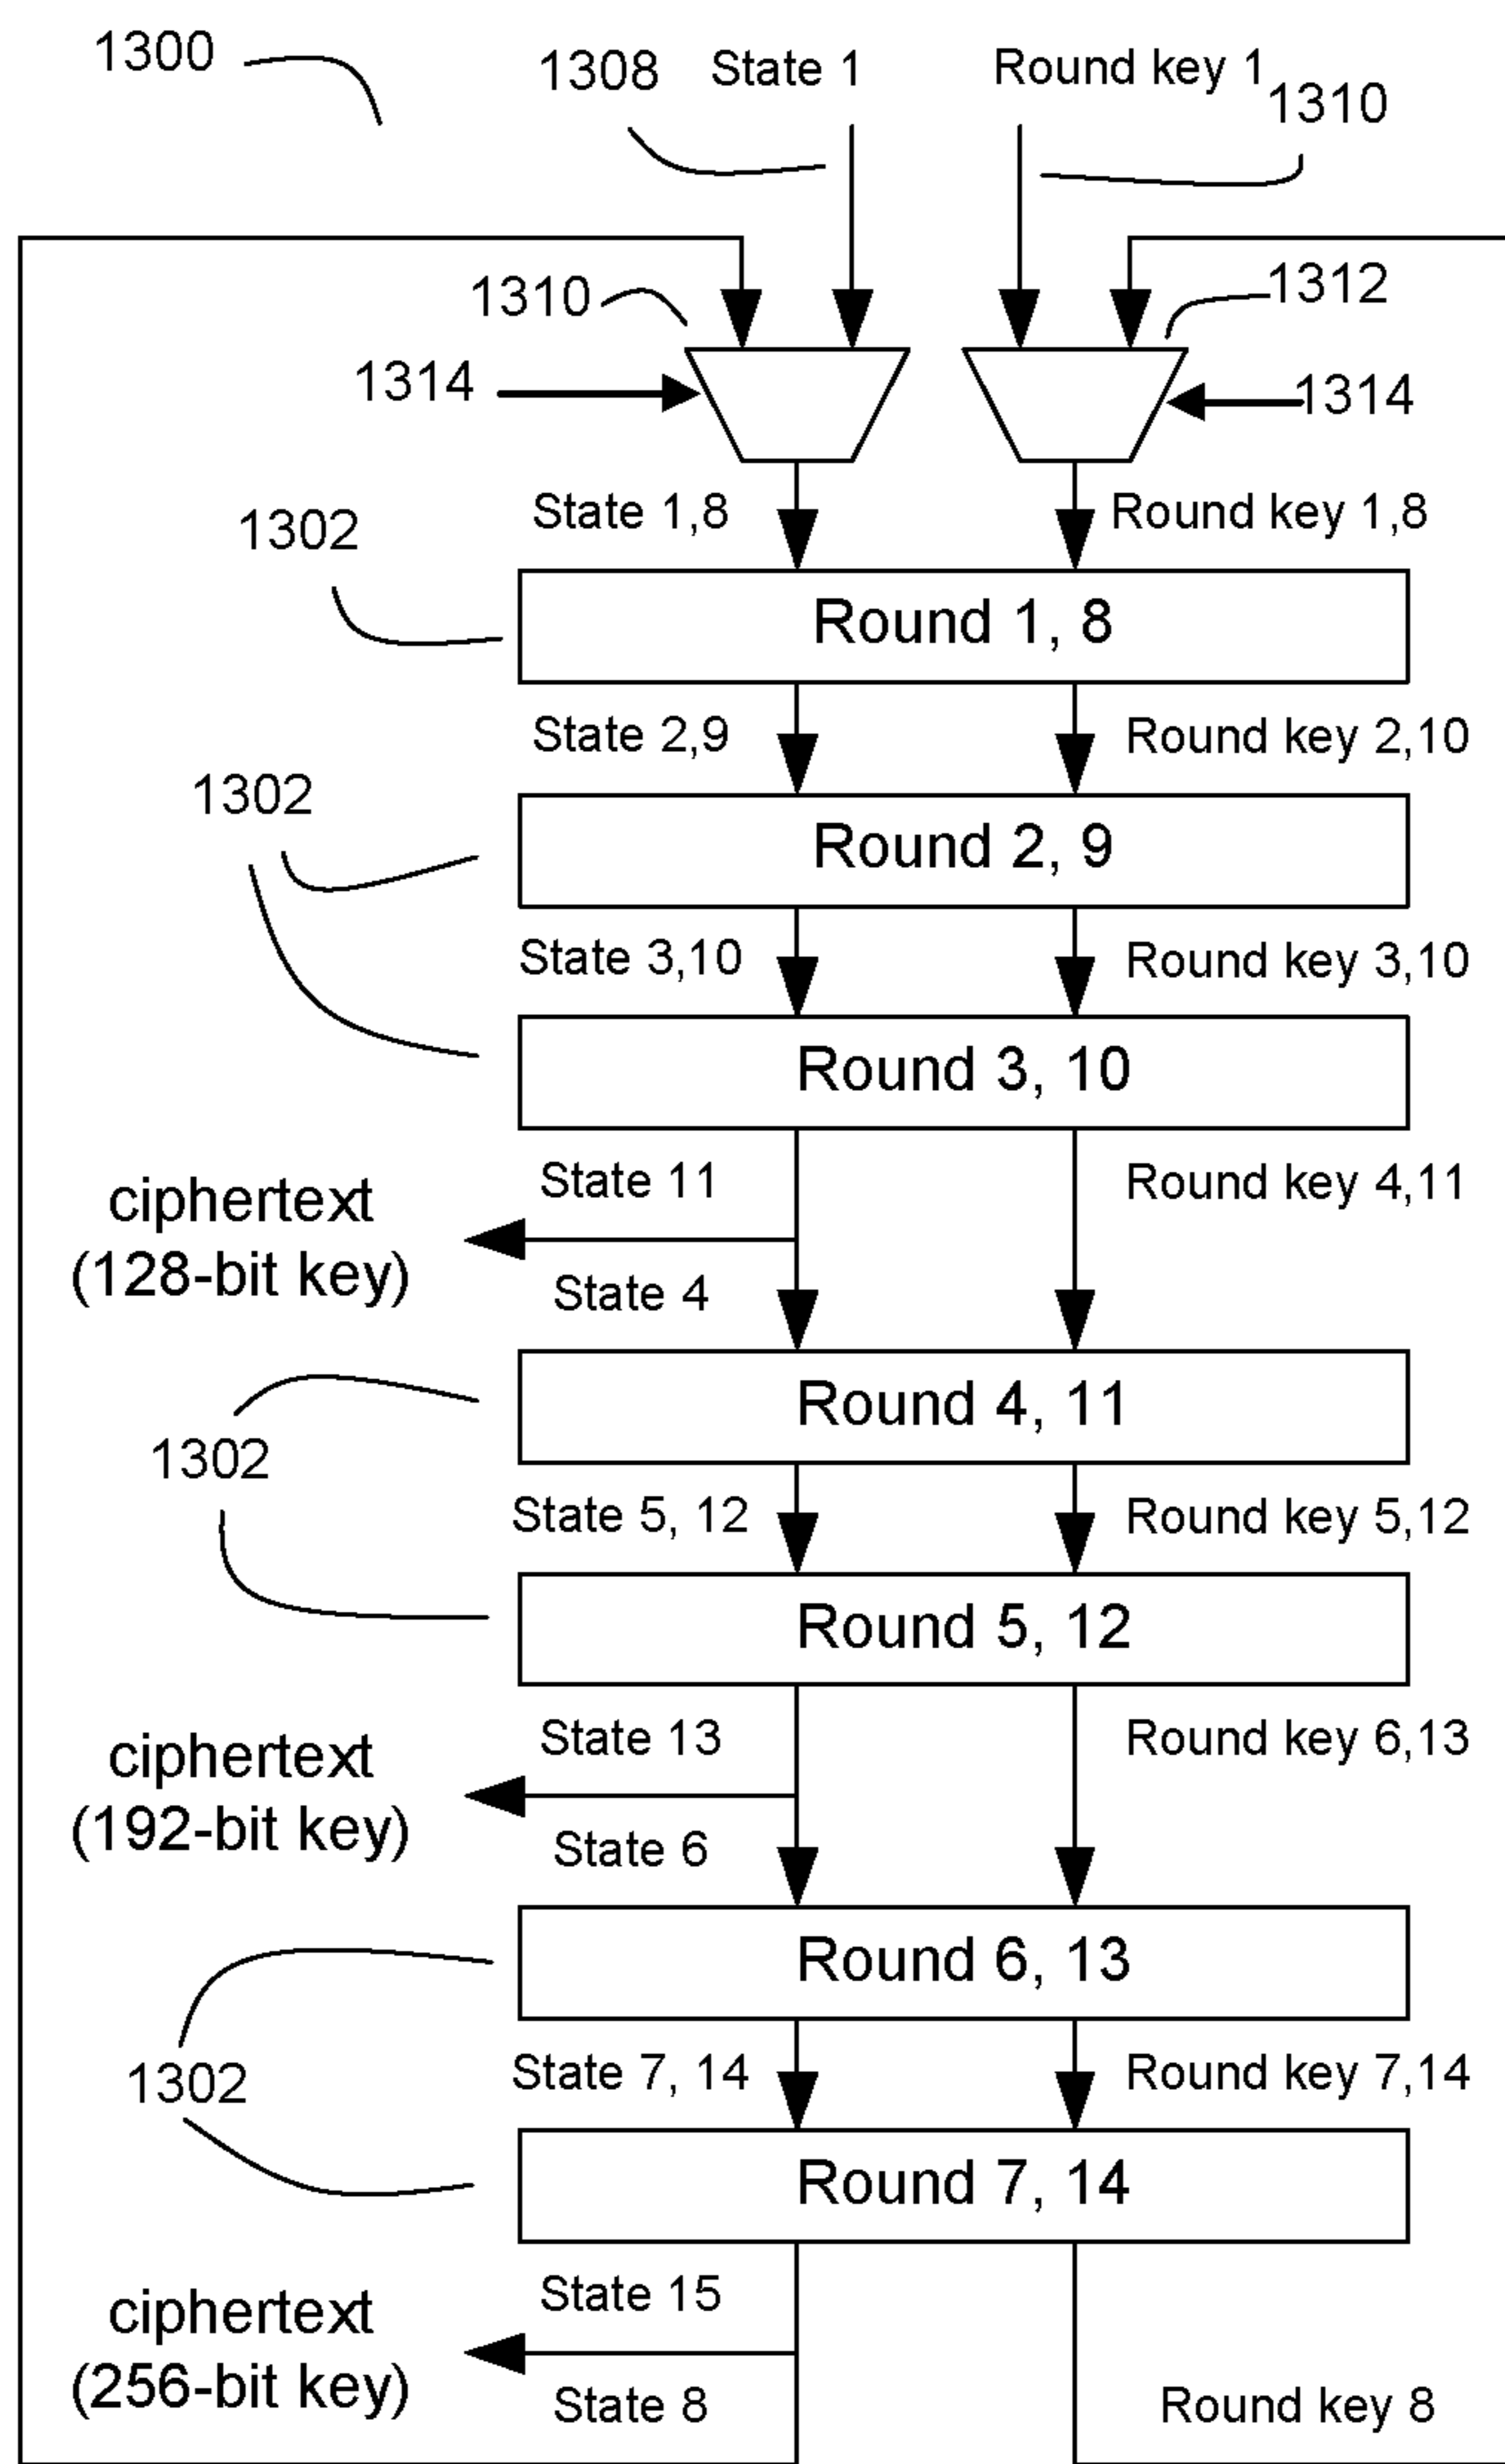 1300
1308
State 1
Round key 1
1310
1310
1312
1314
1314
State 1,8
Round key 1,8
1302
Round 1, 8
State 2,9
Round key 2,10
1302
Round 2, 9
State 3,10
Round key 3,10
Round 3, 10
State 11
Round key 4,11
ciphertext
(128-bit key)
State 4
Round 4, 11
1302
State 5, 12
Round key 5,12
Round 5, 12
State 13
Round key 6,13
ciphertext
(192-bit key)
State 6
Round 6, 13
1302
State 7, 14
Round key 7,14
Round 7, 14
State 15
ciphertext
(256-bit key)
State 8
Round key 8